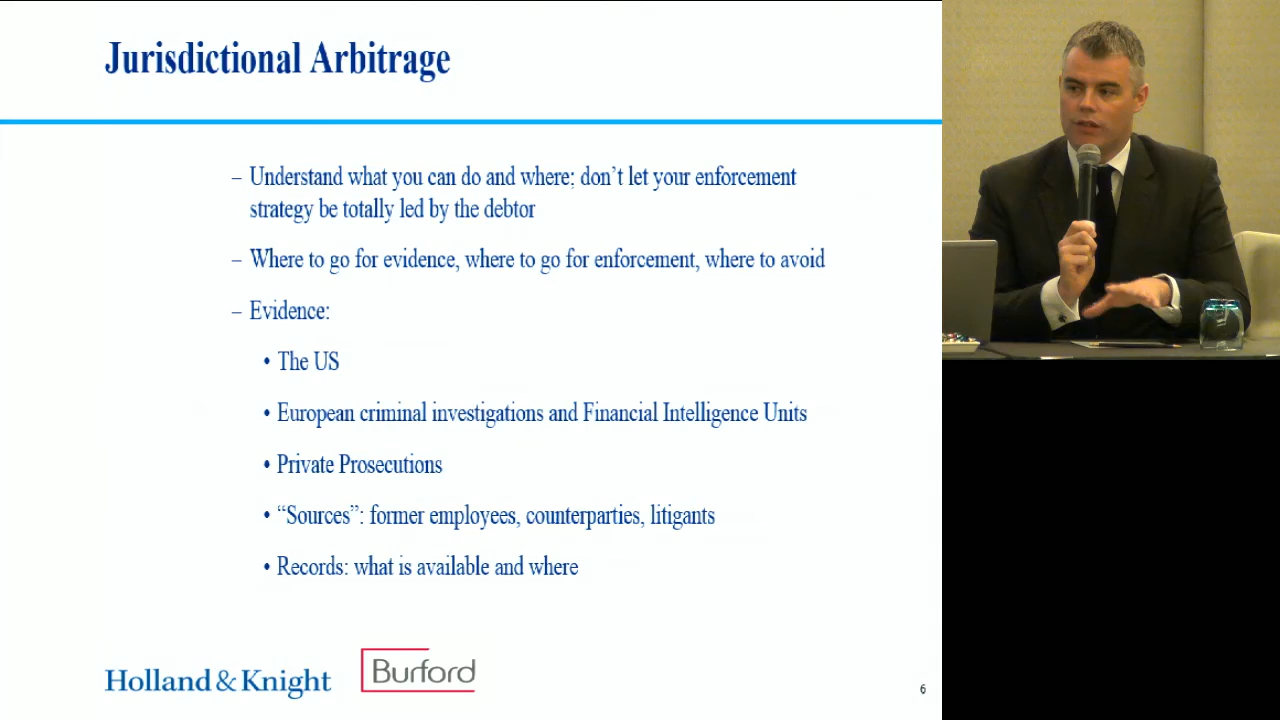 Jurisdictional Arbitrage
– Understand what you can do and where; don’t let your enforcement
strategy be totally led by the debtor
– Where to go for evidence, where to go for enforcement, where to avoid
– Evidence:
• The US
• European criminal investigations and Financial Intelligence Units
• Private Prosecutions
• “Sources”: former employees, counterparties, litigants
• Records: what is available and where
Holland & Knight
Burford
6